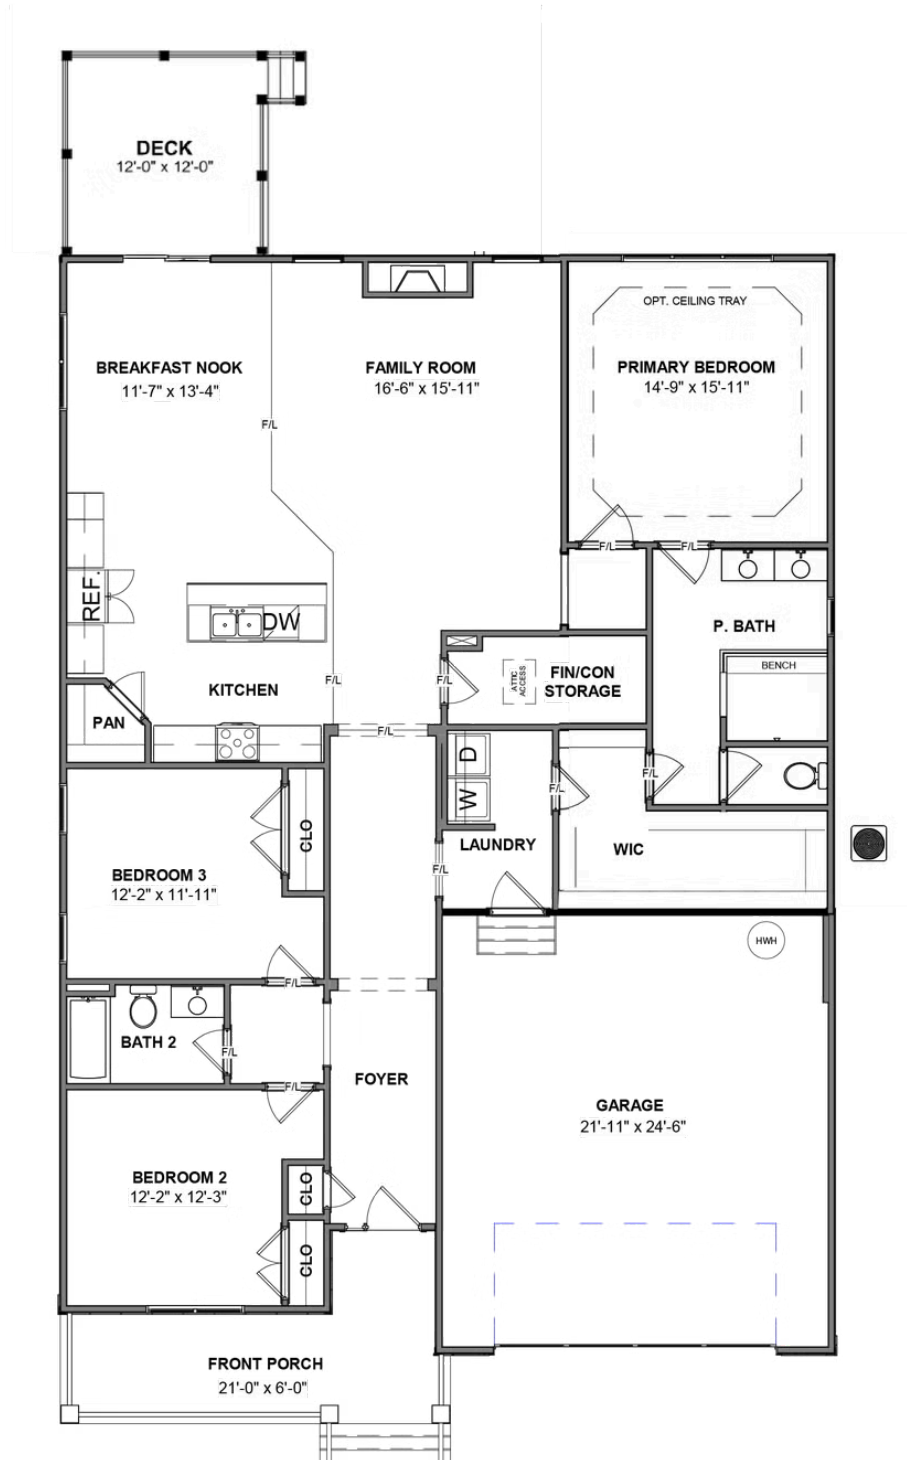 DECK
12'-0" x 12'-0"
OPT. CEILING TRAY
BREAKFAST NOOK
11'-7" x 13'-4"
FAMILY ROOM
16'-6" x 15'-11"
PRIMARY BEDROOM
14'-9" x 15'-11"
F/L
F/L
F/L
REF.
DW
P. BATH
BENCH
KITCHEN
F/L
F/L
ATTIC
ACCESS
FIN/CON
STORAGE
PAN
F/L
D
W
F/L
F/L
CLO
LAUNDRY
WIC
F/L
BEDROOM 3
12'-2" x 11'-11"
HWH
F/L
BATH 2
F/L
FOYER
F/L
GARAGE
21'-11" x 24'-6"
BEDROOM 2
12'-2" x 12'-3"
CLO
CLO
FRONT PORCH
21'-0" x 6'-0"